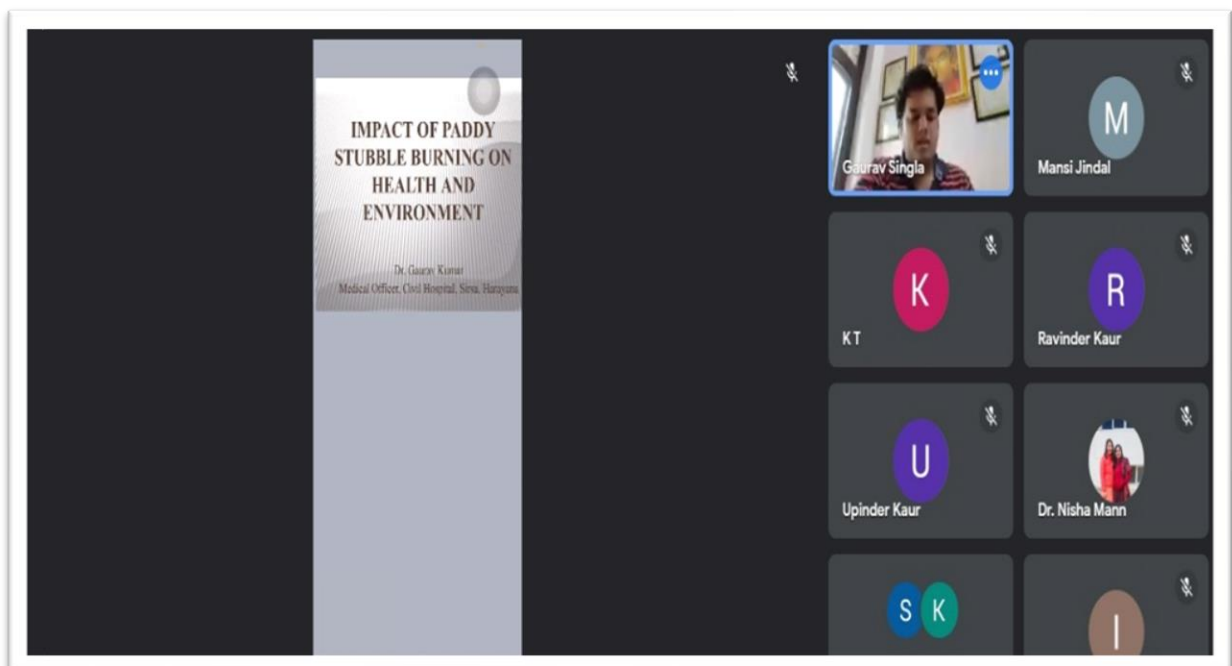 IMPACT OF PADDY
STUBBLE BURNING ON
HEALTH AND
ENVIRONMENT
Dr. Gaurav Kumar
Medical Officer, Civil Hospital, Sirsa, Harayana
Gaurav Singla
M
Mansi Jindal
K
K T
R
Ravinder Kaur
U
Upinder Kaur
Dr. Nisha Mann
S K
I